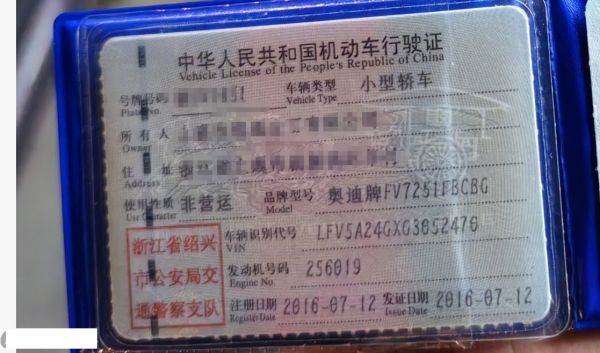 中华人民共和国机动车行驶证
Vehicle License of the People's Republic of China
号牌号码 车辆类型 小型轿车
Plate No. Vehicle Type
所有人 有限公司
Owner
住址
Address
使用性质 非营运 品牌型号 奥迪牌FV7251FBCBG
Use Character Model
浙江省绍兴 车辆识别代号 LFV5A24GXG3052470
VIN
市公安局交 发动机号码 256019
Engine No.
通警察支队 注册日期 2016-07-12 发证日期 2016-07-12
Register Date Issue Date